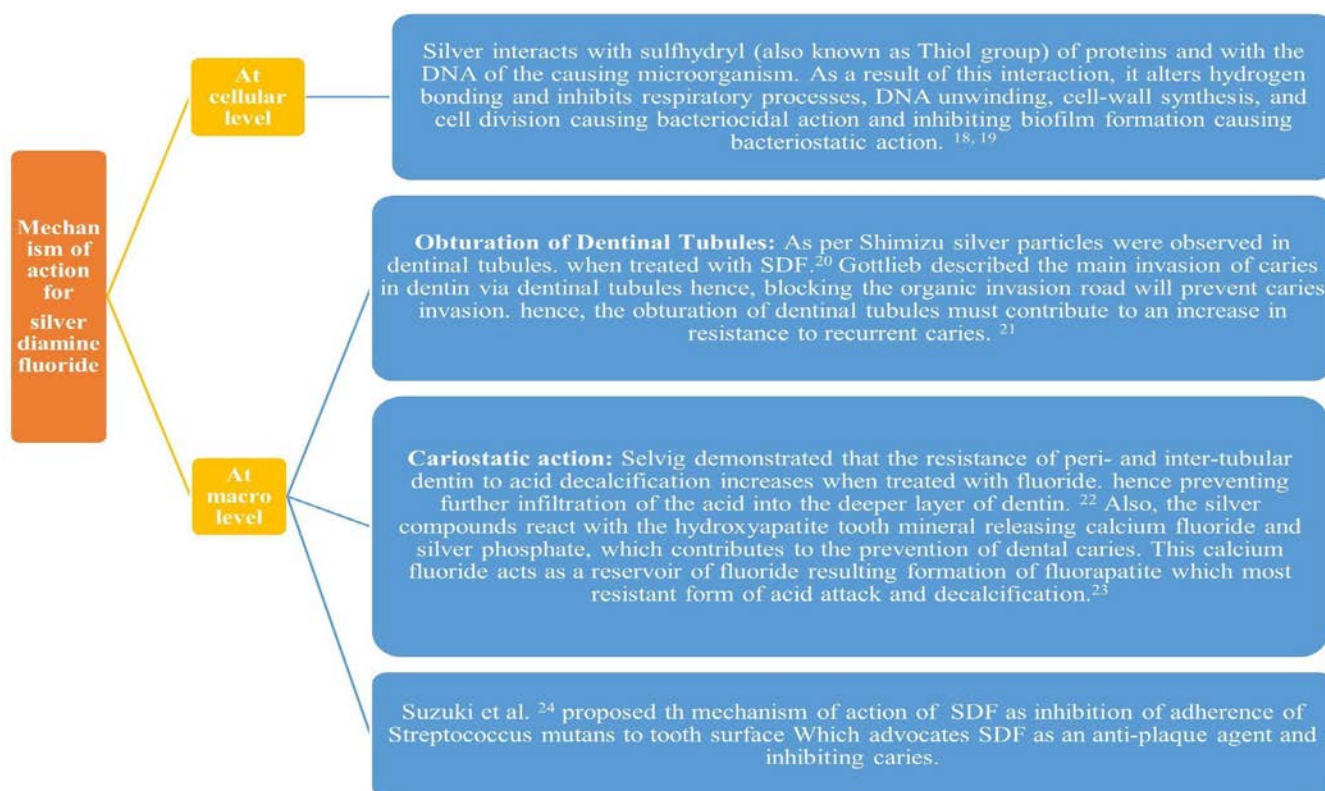 Mechan
ism of
action
for
silver
diamine
fluoride
At
cellular
level
Silver interacts with sulfhydryl (also known as Thiol group) of proteins and with the
DNA of the causing microorganism. As a result of this interaction, it alters hydrogen
bonding and inhibits respiratory processes, DNA unwinding, cell-wall synthesis, and
cell division causing bacteriocidal action and inhibiting biofilm formation causing
bacteriostatic action. 18, 19
At
macro
level
Obturation of Dentinal Tubules: As per Shimizu silver particles were observed in
dentinal tubules. when treated with SDF.20 Gottlieb described the main invasion of caries
in dentin via dentinal tubules hence, blocking the organic invasion road will prevent caries
invasion. hence, the obturation of dentinal tubules must contribute to an increase in
resistance to recurrent caries. 21
Cariostatic action: Selvig demonstrated that the resistance of peri- and inter-tubular
dentin to acid decalcification increases when treated with fluoride. hence preventing
further infiltration of the acid into the deeper layer of dentin. 22 Also, the silver
compounds react with the hydroxyapatite tooth mineral releasing calcium fluoride and
silver phosphate, which contributes to the prevention of dental caries. This calcium
fluoride acts as a reservoir of fluoride resulting formation of fluorapatite which most
resistant form of acid attack and decalcification.23
Suzuki et al. 24 proposed th mechanism of action of SDF as inhibition of adherence of
Streptococcus mutans to tooth surface Which advocates SDF as an anti-plaque agent and
inhibiting caries.